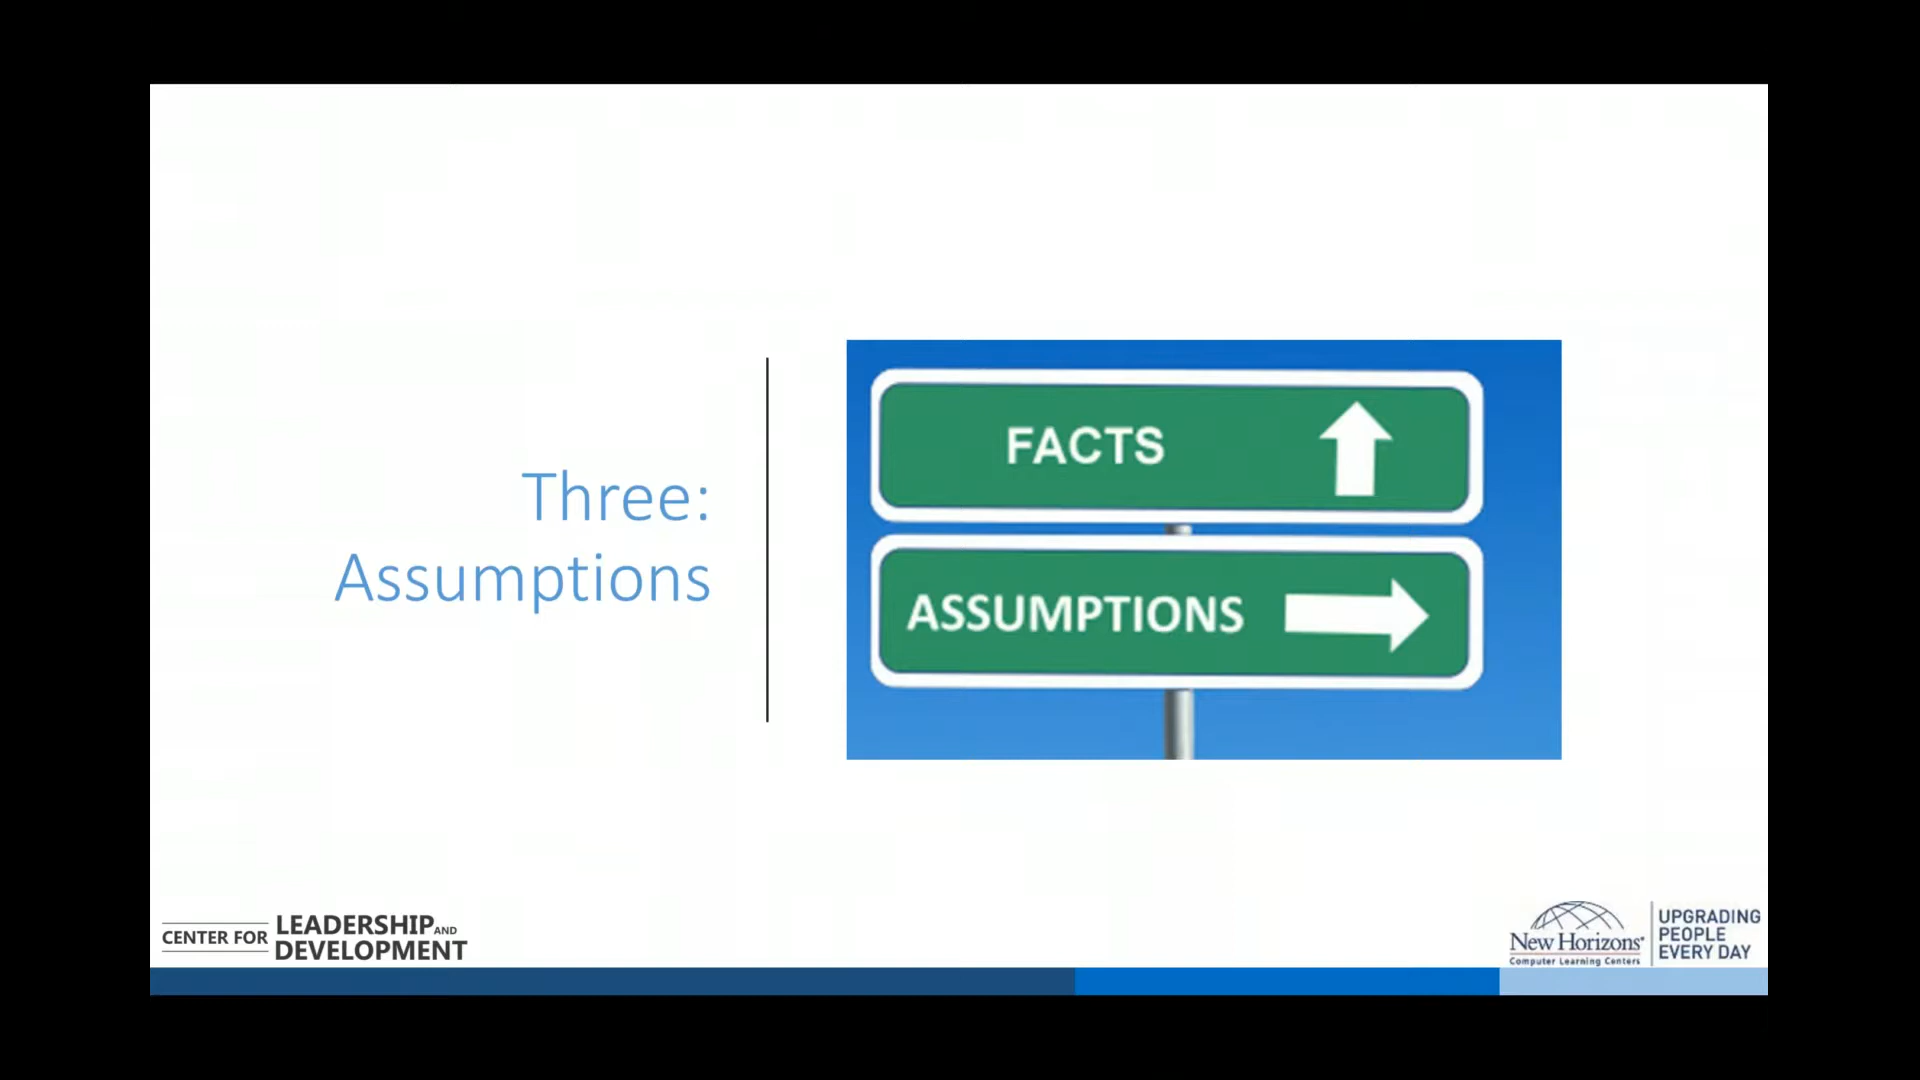 Three:
Assumptions
FACTS
ASSUMPTIONS
CENTER FOR
LEADERSHIP AND
DEVELOPMENT
New Horizons®
Computer Learning Centers
UPGRADING
PEOPLE
EVERY DAY